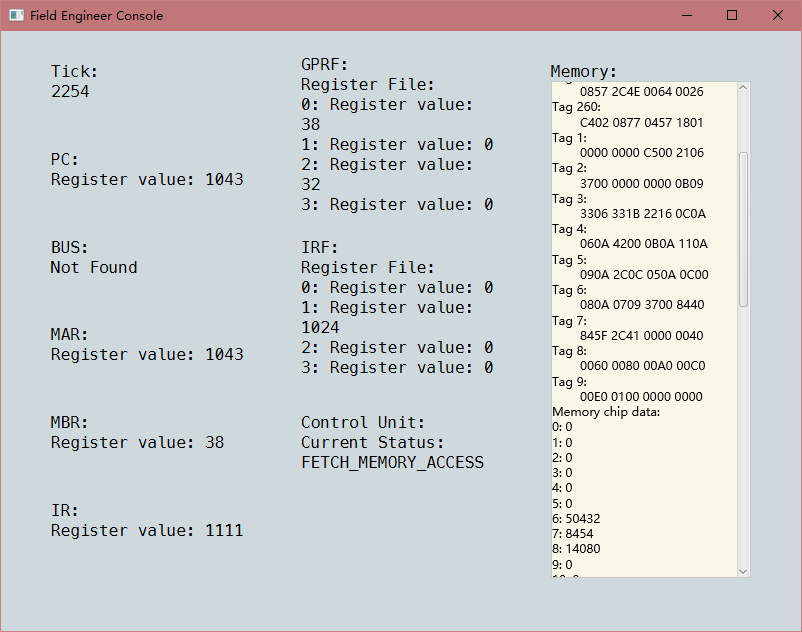 Field Engineer Console
Tick:
2254
PC:
Register value: 1043
BUS:
Not Found
MAR:
Register value: 1043
MBR:
Register value: 38
IR:
Register value: 1111
GPRF:
Register File:
0: Register value:
38
1: Register value: 0
2: Register value:
32
3: Register value: 0
IRF:
Register File:
0: Register value: 0
1: Register value:
1024
2: Register value: 0
3: Register value: 0
Control Unit:
Current Status:
FETCH_MEMORY_ACCESS
Memory:
0857 2C4E 0064 0026
Tag 260:
C402 0877 0457 1801
Tag 1:
0000 0000 C500 2106
Tag 2:
3700 0000 0000 0B09
Tag 3:
3306 331B 2216 0C0A
Tag 4:
060A 4200 0B0A 110A
Tag 5:
090A 2C0C 050A 0C00
Tag 6:
080A 0709 3700 8440
Tag 7:
845F 2C41 0000 0040
Tag 8:
0060 0080 00A0 00C0
Tag 9:
00E0 0100 0000 0000
Memory chip data:
0: 0
1: 0
2: 0
3: 0
4: 0
5: 0
6: 50432
7: 8454
8: 14080
9: 0